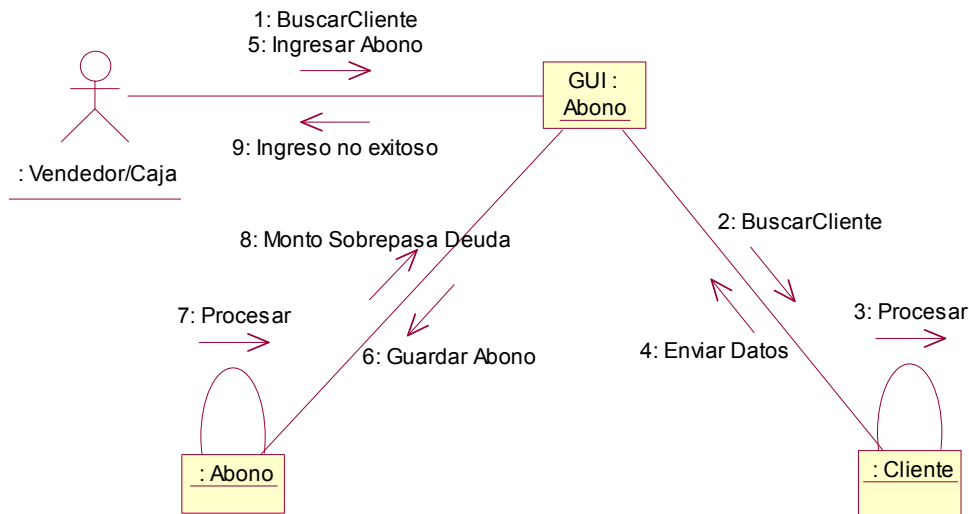 1: BuscarCliente
5: Ingresar Abono
GUI :
Abono
9: Ingreso no exitoso
: Vendedor/Caja
2: BuscarCliente
8: Monto Sobrepasa Deuda
7: Procesar
3: Procesar
6: Guardar Abono
4: Enviar Datos
: Abono
: Cliente